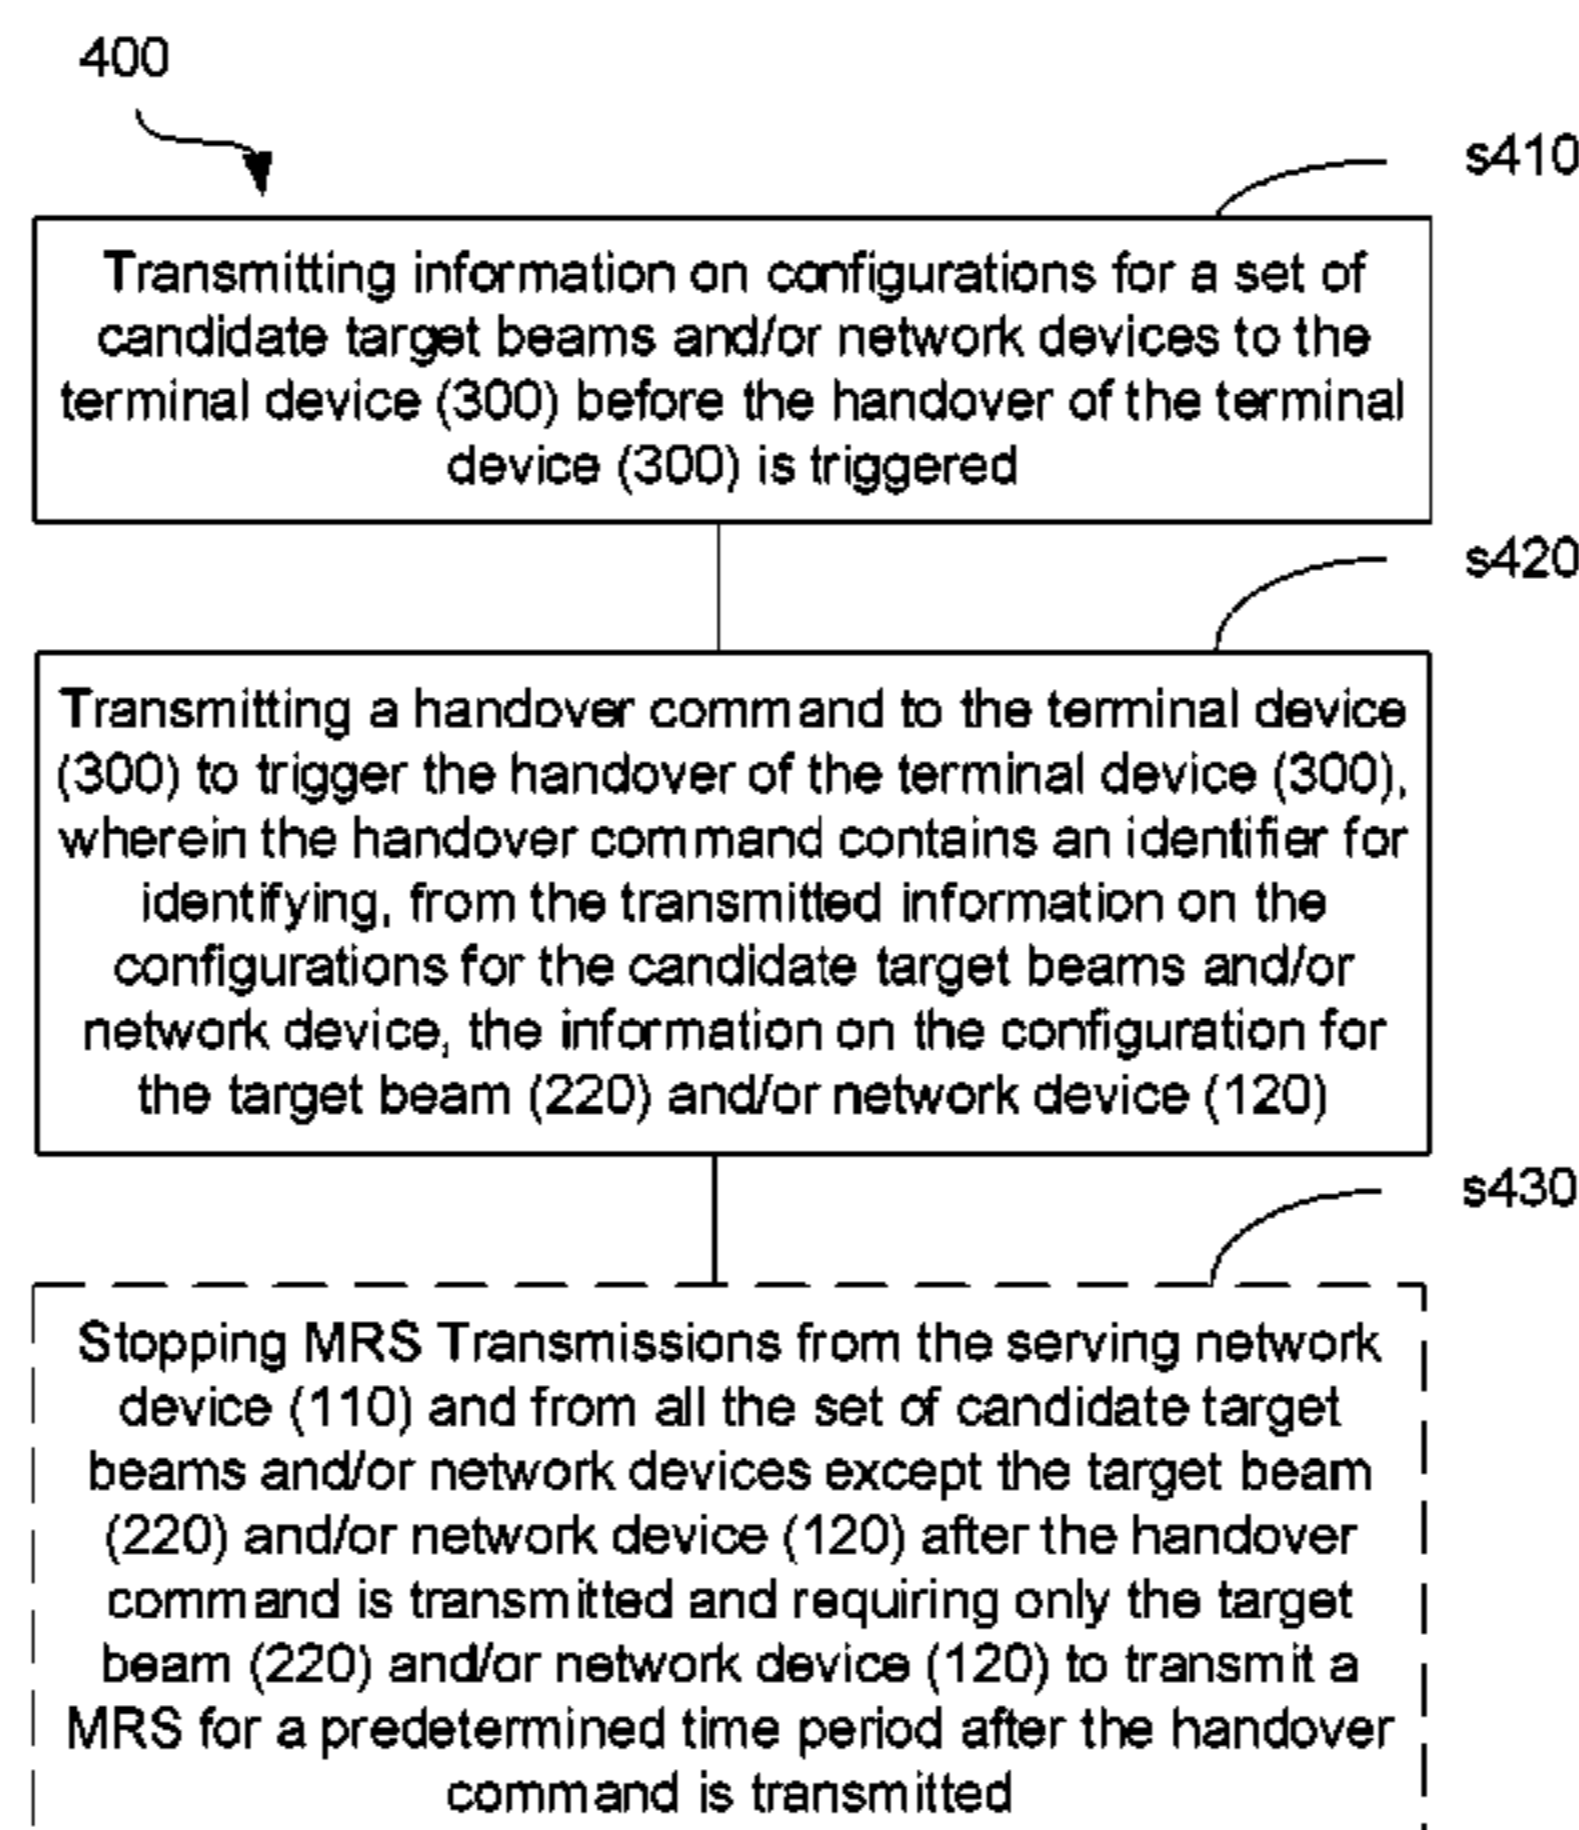 400
s410
Transmitting information on configurations for a set of
candidate target beams and/or network devices to the
terminal device (300) before the handover of the terminal
device (300) is triggered
s420
Transmitting a handover command to the terminal device
(300) to trigger the handover of the terminal device (300),
wherein the handover command contains an identifier for
identifying, from the transmitted information on the
configurations for the candidate target beams and/or
network device, the information on the configuration for
the target beam (220) and/or network device (120)
s430
Stopping MRS Transmissions from the serving network
device (110) and from all the set of candidate target
beams and/or network devices except the target beam
(220) and/or network device (120) after the handover
command is transmitted and requiring only the target
beam (220) and/or network device (120) to transmit a
MRS for a predetermined time period after the handover
command is transmitted